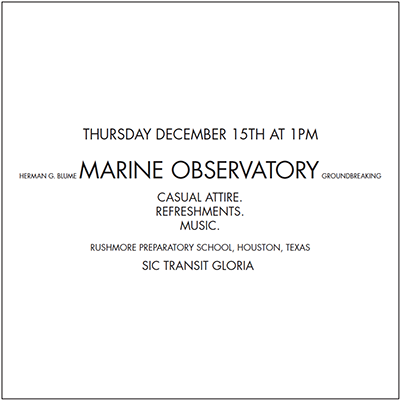 THURSDAY DECEMBER 15TH AT 1PM
HERMAN G. BLUME MARINE OBSERVATORY GROUNDBREAKING
CASUAL ATTIRE.
REFRESHMENTS.
MUSIC.
RUSHMORE PREPARATORY SCHOOL, HOUSTON, TEXAS
SIC TRANSIT GLORIA